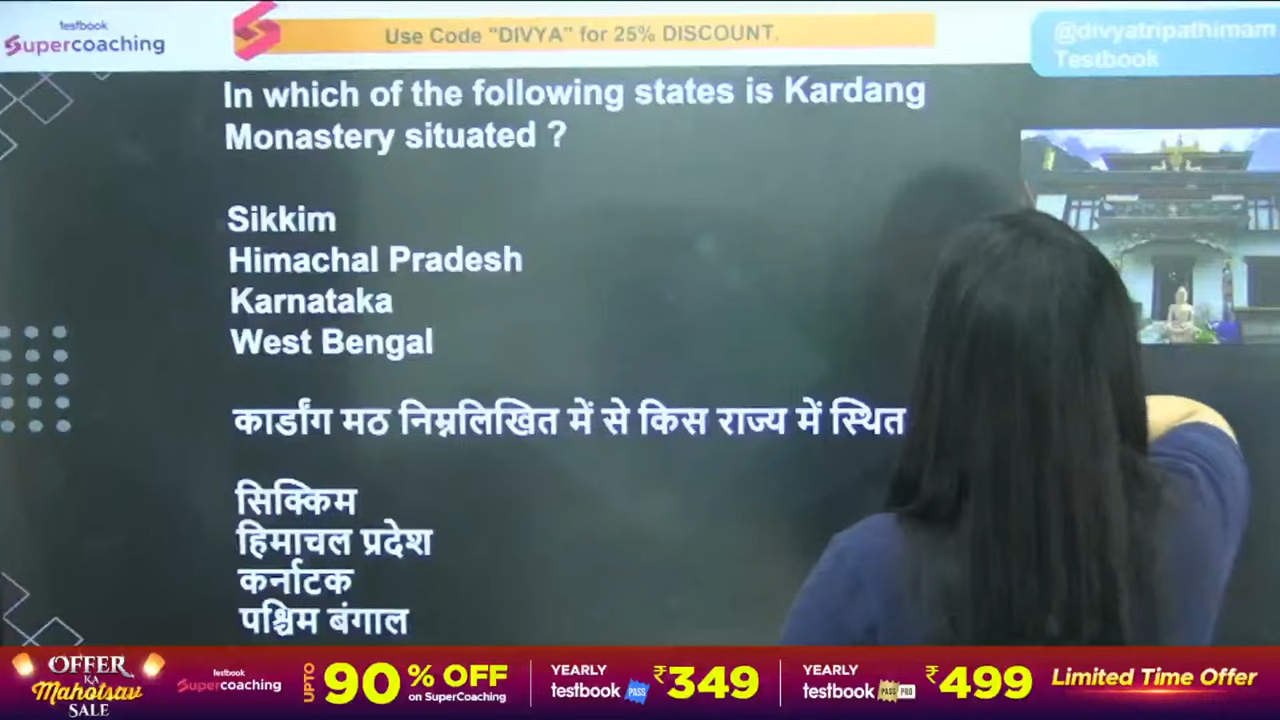 testbook
Supercoaching
Use Code "DIVYA" for 25% DISCOUNT.
@divyatripathimam
Testbook
In which of the following states is Kardang
Monastery situated ?
Sikkim
Himachal Pradesh
Karnataka
West Bengal
कार्डांग मठ निम्नलिखित में से किस राज्य में स्थित
सिक्किम
हिमाचल प्रदेश
कर्नाटक
पश्चिम बंगाल
OFFER
KA
Mahotsav
SALE
testbook
Supercoaching
UPTO 90% OFF
on SuperCoaching
YEARLY
testbook PASS
₹349
YEARLY
testbook PASS PRO
₹499
Limited Time Offer